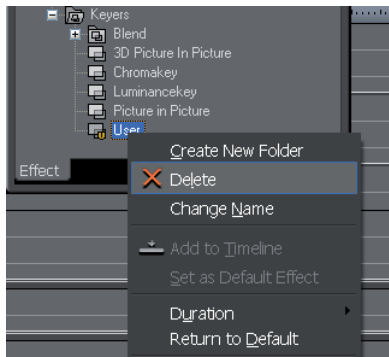 Keyers
Blend
3D Picture In Picture
Chromakey
Luminancekey
Picture in Picture
User
Effect
Create New Folder
Delete
Change Name
Add to Timeline
Set as Default Effect
Duration
Return to Default